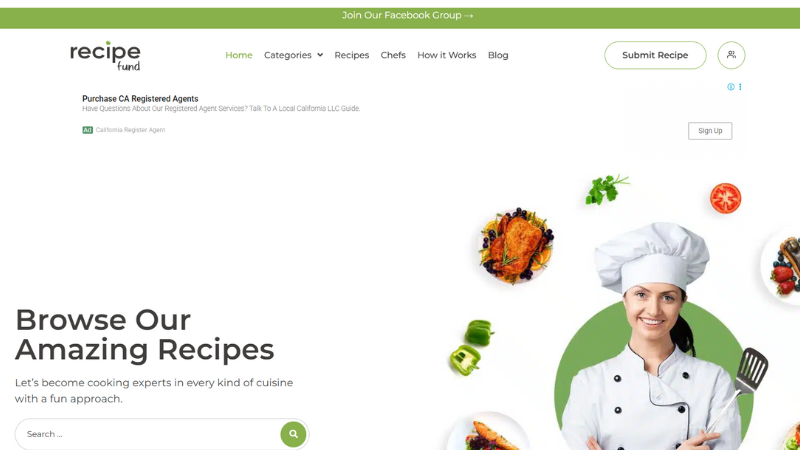 Join Our Facebook Group →
recipe
fund
Home Categories Recipes Chefs How it Works Blog
Submit Recipe
Purchase CA Registered Agents
Have Questions About Our Registered Agent Services? Talk To A Local California LLC Guide.
Ad California Register Agent
Sign Up
Browse Our
Amazing Recipes
Let's become cooking experts in every kind of cuisine
with a fun approach.
Search ...